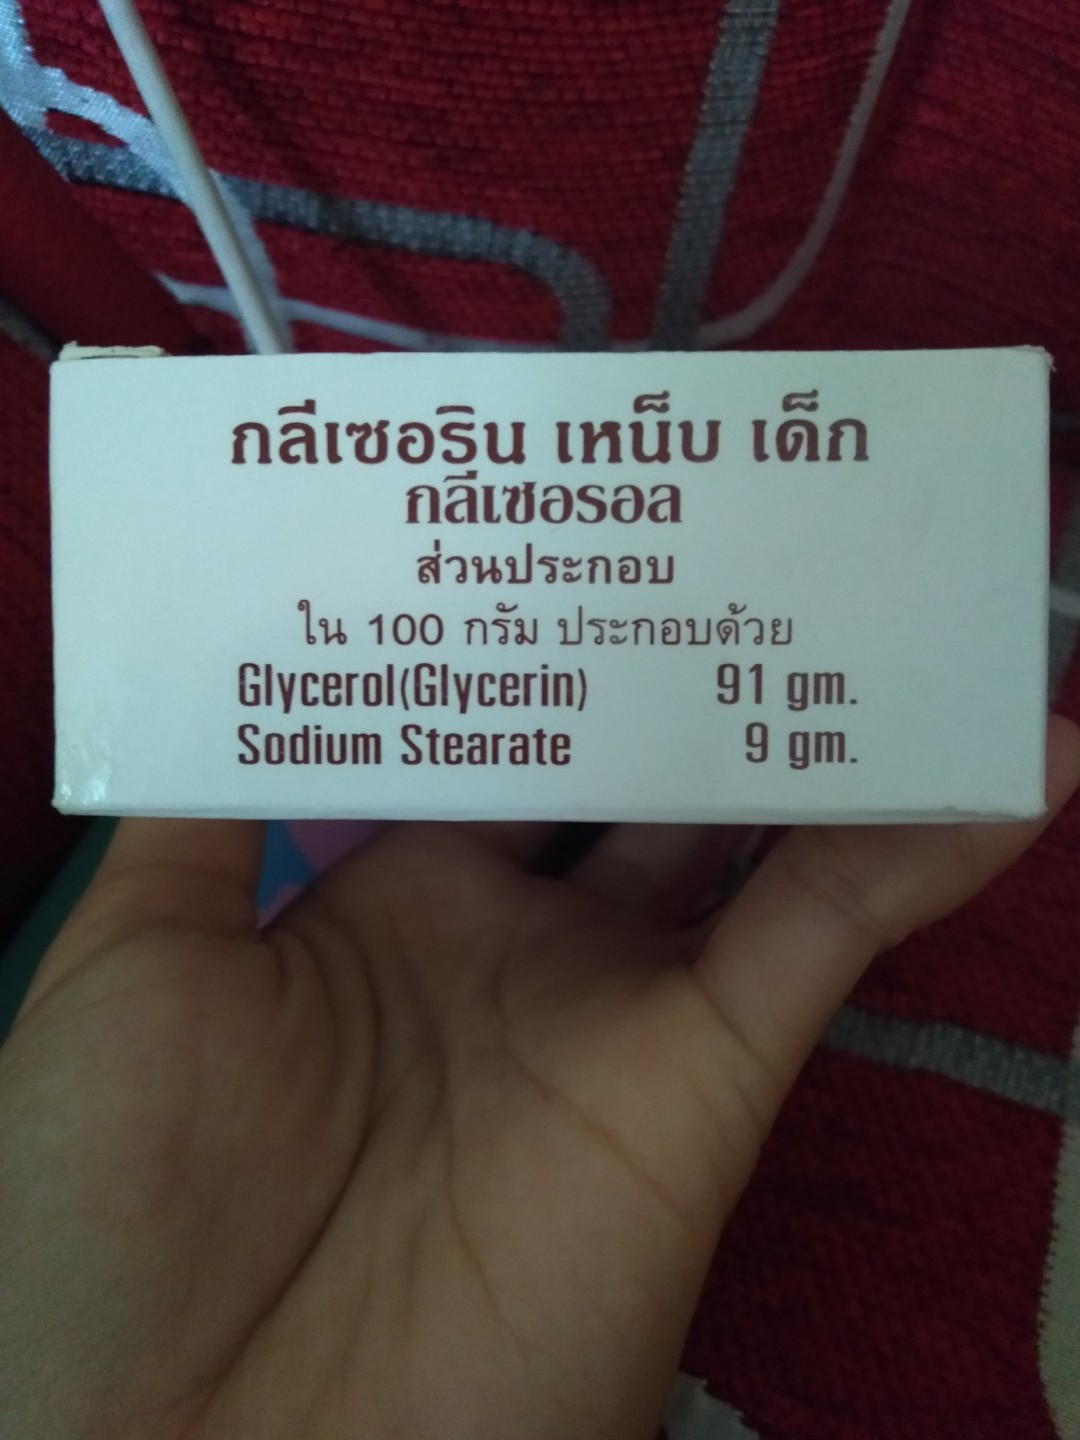 กลีเซอริน เหน็บ เด็ก
กลีเซอรอล
ส่วนประกอบ
ใน 100 กรัม ประกอบด้วย
Glycerol(Glycerin) 91 gm.
Sodium Stearate 9 gm.